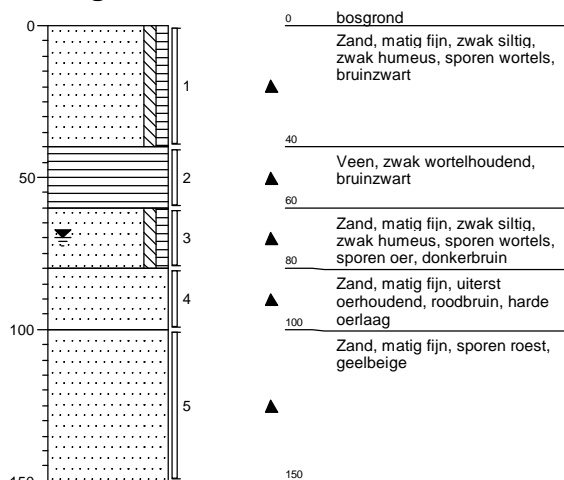 0
0
bosgrond
Zand, matig fijn, zwak siltig,
zwak humeus, sporen wortels,
bruinzwart
1
40
Veen, zwak wortelhoudend,
bruinzwart
50
2
60
Zand, matig fijn, zwak siltig,
zwak humeus, sporen wortels,
sporen oer, donkerbruin
3
80
Zand, matig fijn, uiterst
oerhoudend, roodbruin, harde
oerlaag
4
100
100
Zand, matig fijn, sporen roest,
geelbeige
5
150
150